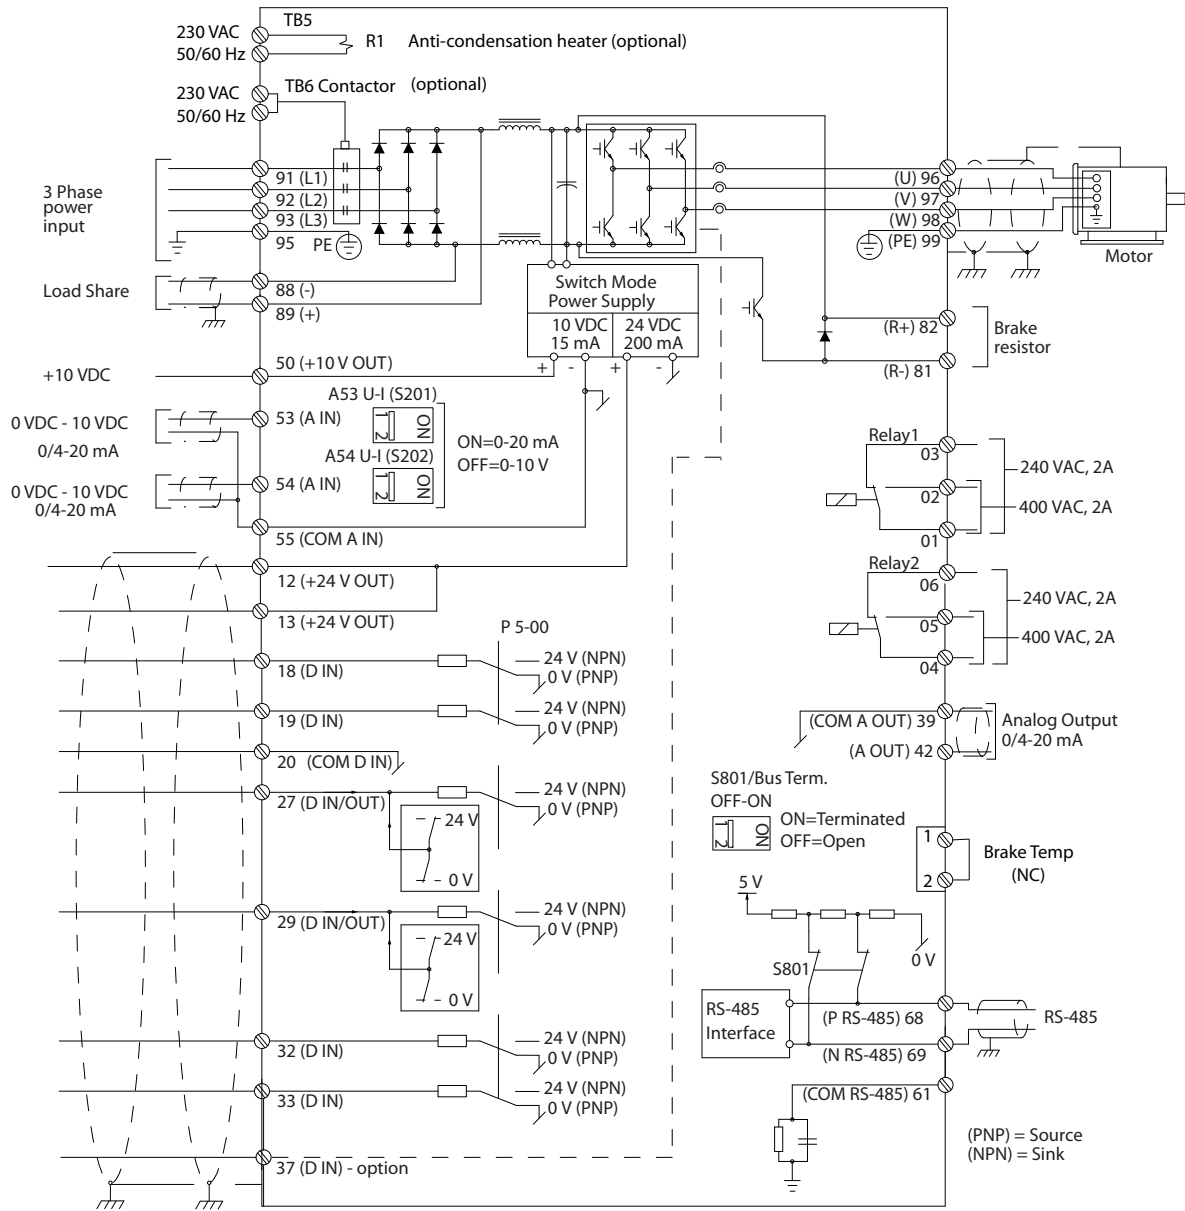 TB5
230 VAC
50/60 Hz
R1
Anti-condensation heater (optional)
TB6 Contactor
(optional)
230 VAC
50/60 Hz
3 Phase
power
input
91 (L1)
92 (L2)
93 (L3)
95
PE
(U) 96
(V) 97
(W) 98
(PE) 99
Motor
Load Share
88 (-)
89 (+)
Switch Mode
Power Supply
10 VDC
15 mA
24 VDC
200 mA
+
-
+
-
(R+) 82
(R-) 81
Brake
resistor
+10 VDC
50 (+10 V OUT)
A53 U-I (S201)
1 2
ON
0 VDC - 10 VDC
0/4-20 mA
53 (A IN)
ON=0-20 mA
OFF=0-10 V
A54 U-I (S202)
1 2
ON
0 VDC - 10 VDC
0/4-20 mA
54 (A IN)
55 (COM A IN)
12 (+24 V OUT)
13 (+24 V OUT)
Relay1
03
02
01
240 VAC, 2A
400 VAC, 2A
Relay2
06
05
04
240 VAC, 2A
400 VAC, 2A
P 5-00
18 (D IN)
24 V (NPN)
0 V (PNP)
19 (D IN)
24 V (NPN)
0 V (PNP)
20 (COM D IN)
27 (D IN/OUT)
24 V (NPN)
0 V (PNP)
24 V
0 V
29 (D IN/OUT)
24 V (NPN)
0 V (PNP)
24 V
0 V
32 (D IN)
24 V (NPN)
0 V (PNP)
33 (D IN)
24 V (NPN)
0 V (PNP)
37 (D IN) - option
(COM A OUT) 39
(A OUT) 42
Analog Output
0/4-20 mA
S801/Bus Term.
OFF-ON
1 2
ON
ON=Terminated
OFF=Open
1
2
Brake Temp
(NC)
5 V
S801
0 V
RS-485
Interface
(P RS-485) 68
(N RS-485) 69
RS-485
(COM RS-485) 61
(PNP) = Source
(NPN) = Sink